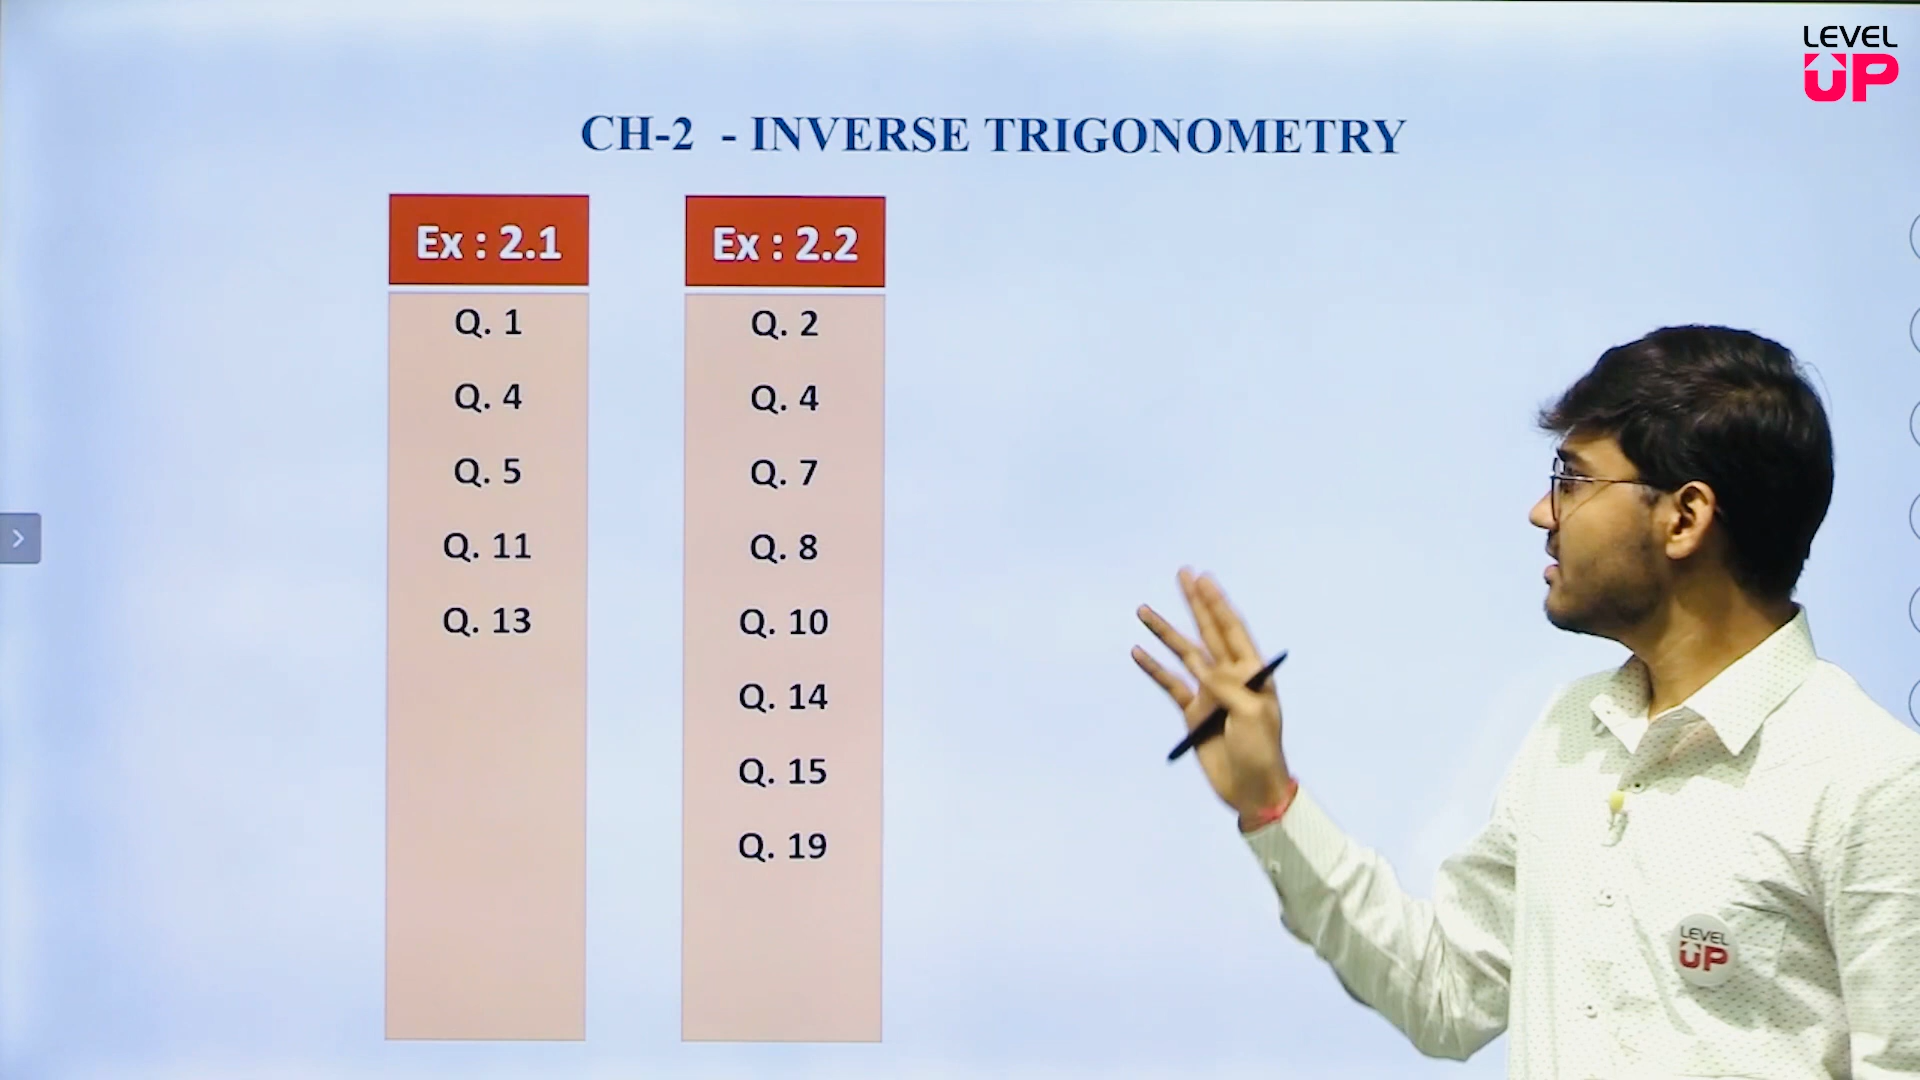 LEVEL
UP
CH-2 - INVERSE TRIGONOMETRY
Ex : 2.1
Q. 1
Q. 4
Q. 5
Q. 11
Q. 13
Ex : 2.2
Q. 2
Q. 4
Q. 7
Q. 8
Q. 10
Q. 14
Q. 15
Q. 19
LEVEL
UP